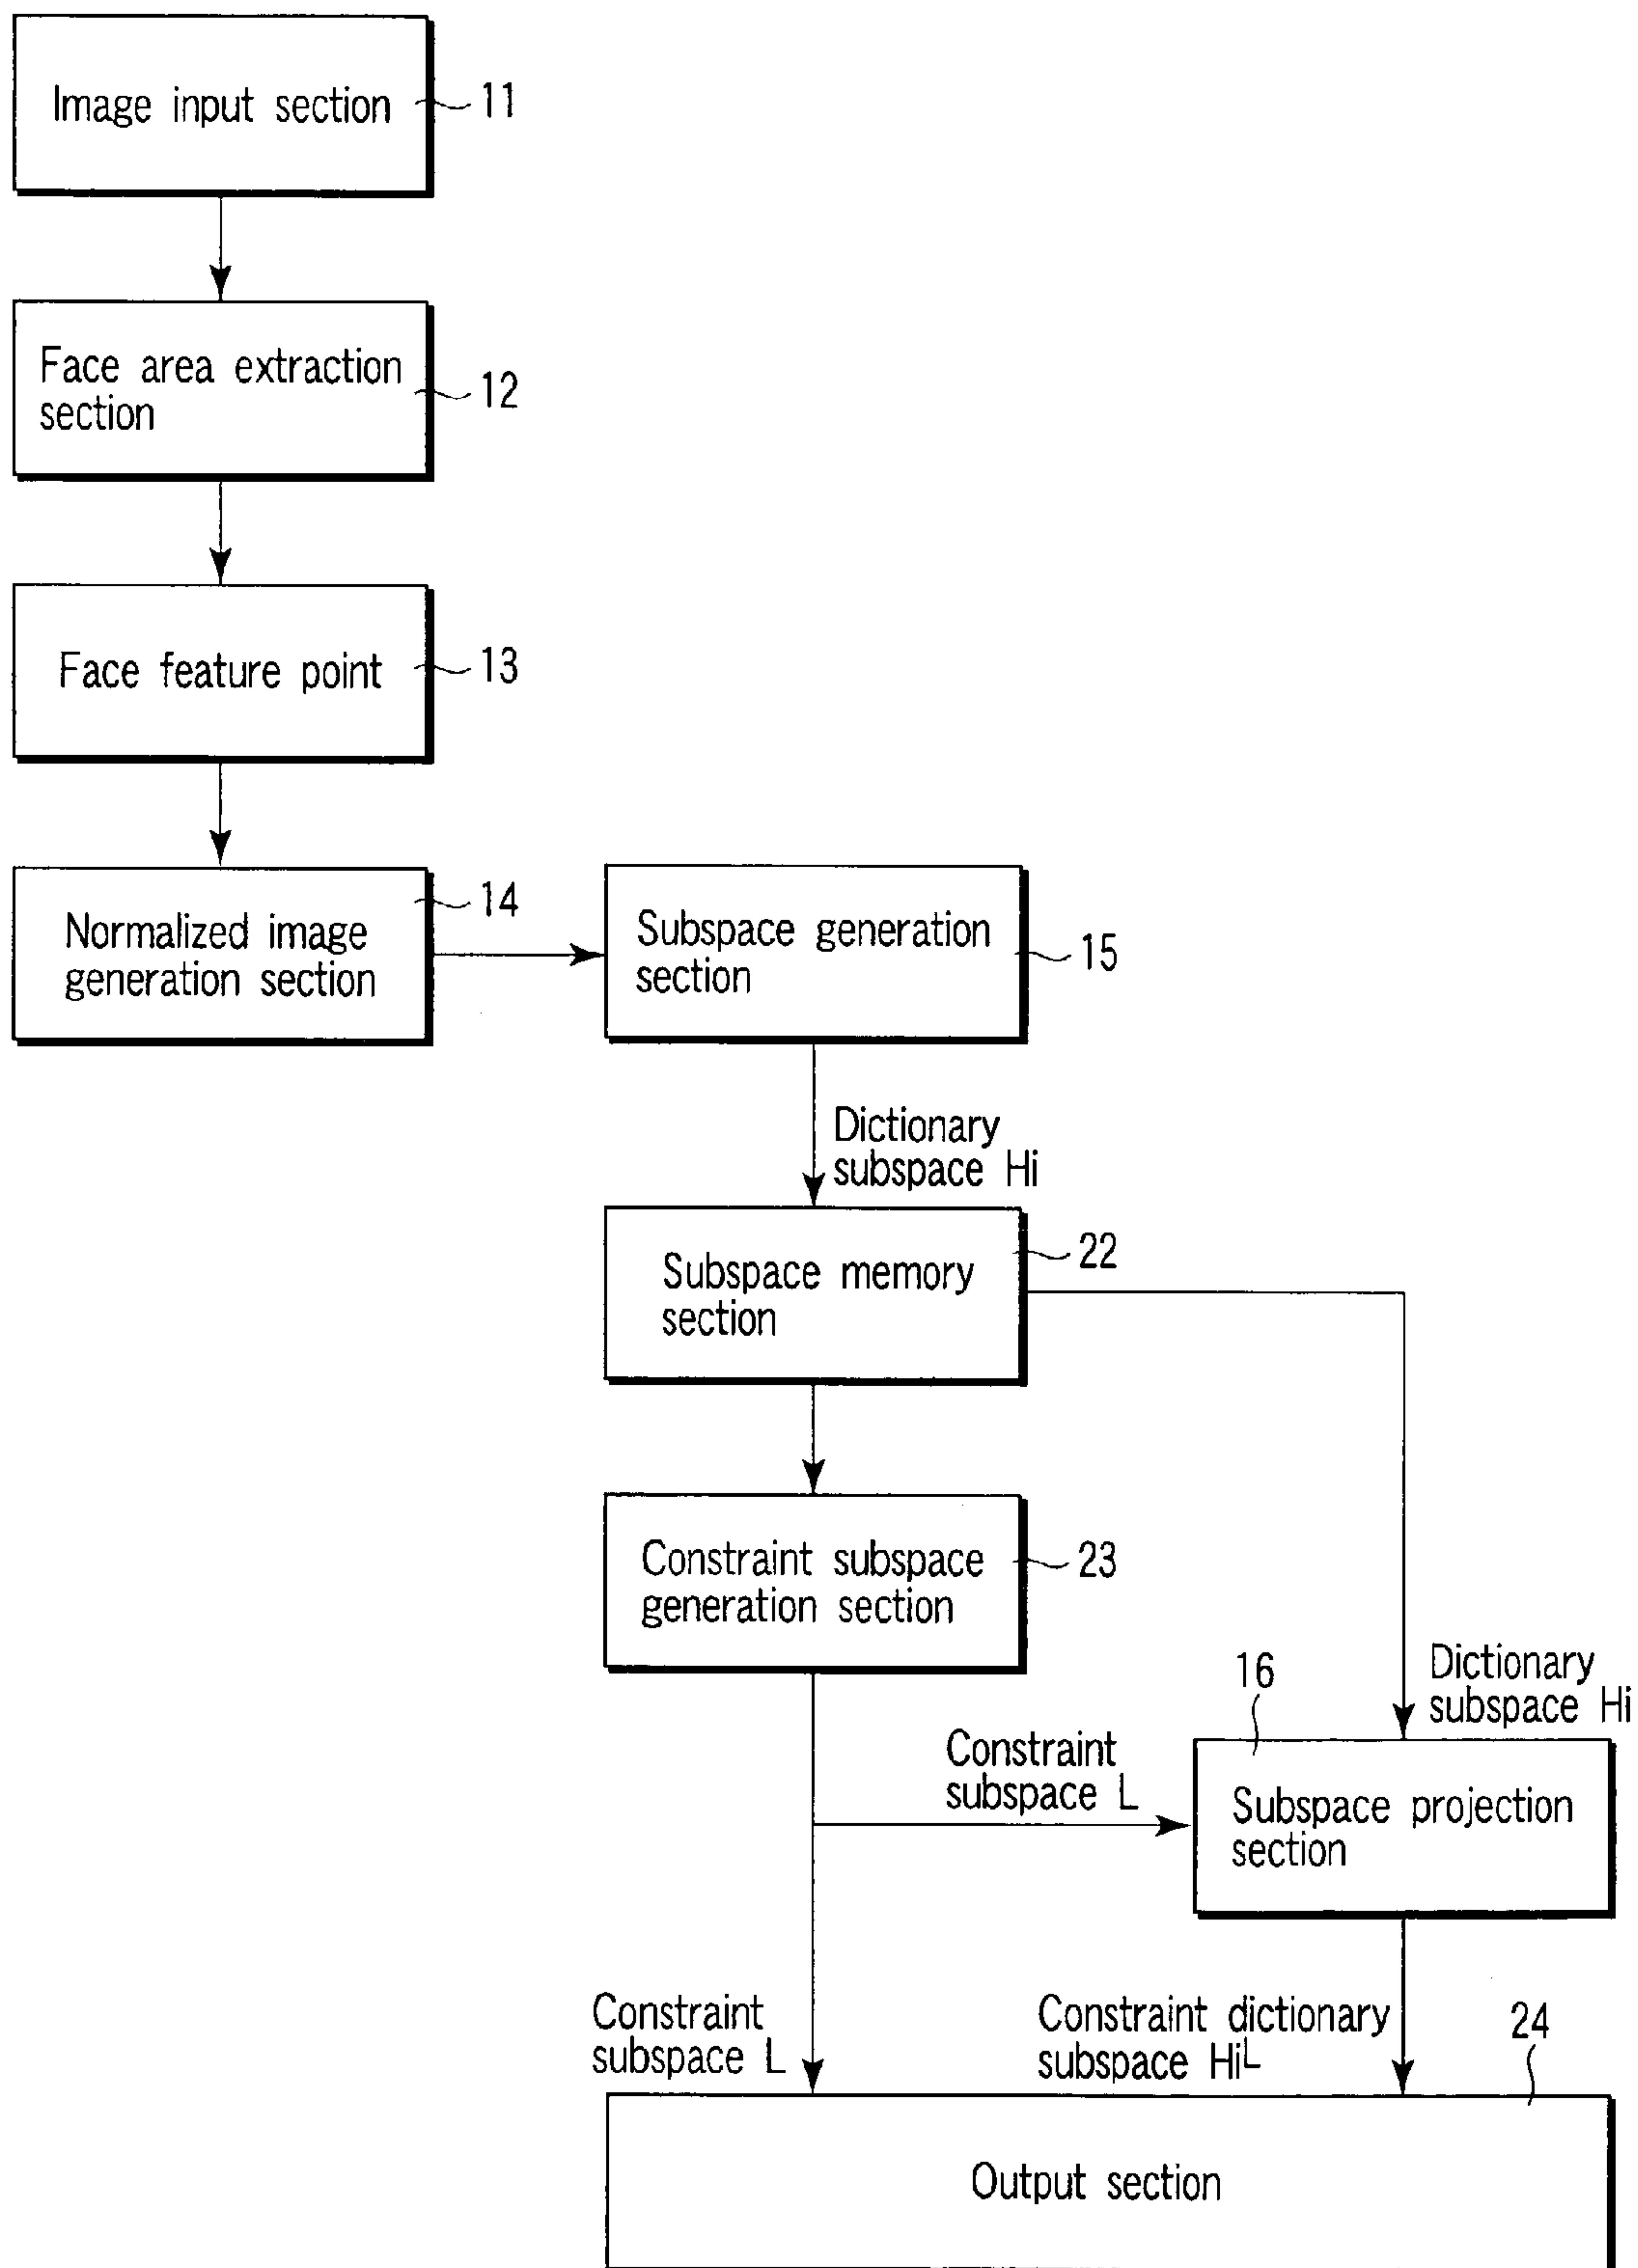 Image input section
11
Face area extraction
section
12
Face feature point
13
Normalized image
generation section
14
Subspace generation
section
15
Dictionary
subspace Hi
Subspace memory
section
22
Constraint subspace
generation section
23
16
Dictionary
subspace Hi
Constraint
subspace L
Subspace projection
section
Constraint
subspace L
Constraint dictionary
subspace Hi^L
24
Output section